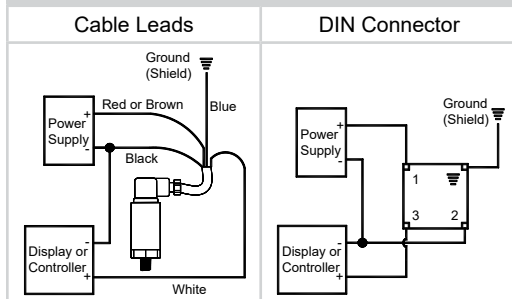 Cable Leads
Ground
(Shield)
Red or Brown
Blue
+
Power
Supply
-
Black
-
Display or
Controller
+
White
DIN Connector
Ground
(Shield)
+
Power
Supply
-
1
3 2
-
Display or
Controller
+